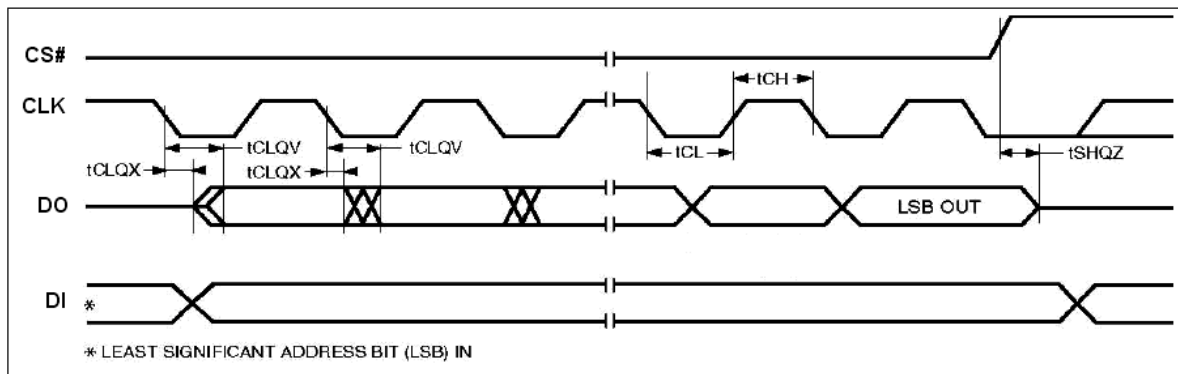 CS#
tCH
CLK
tCLQV
tCLQV
tCL
tSHQZ
tCLQX
tCLQX
DO
LSB OUT
DI
*
* LEAST SIGNIFICANT ADDRESS BIT (LSB) IN